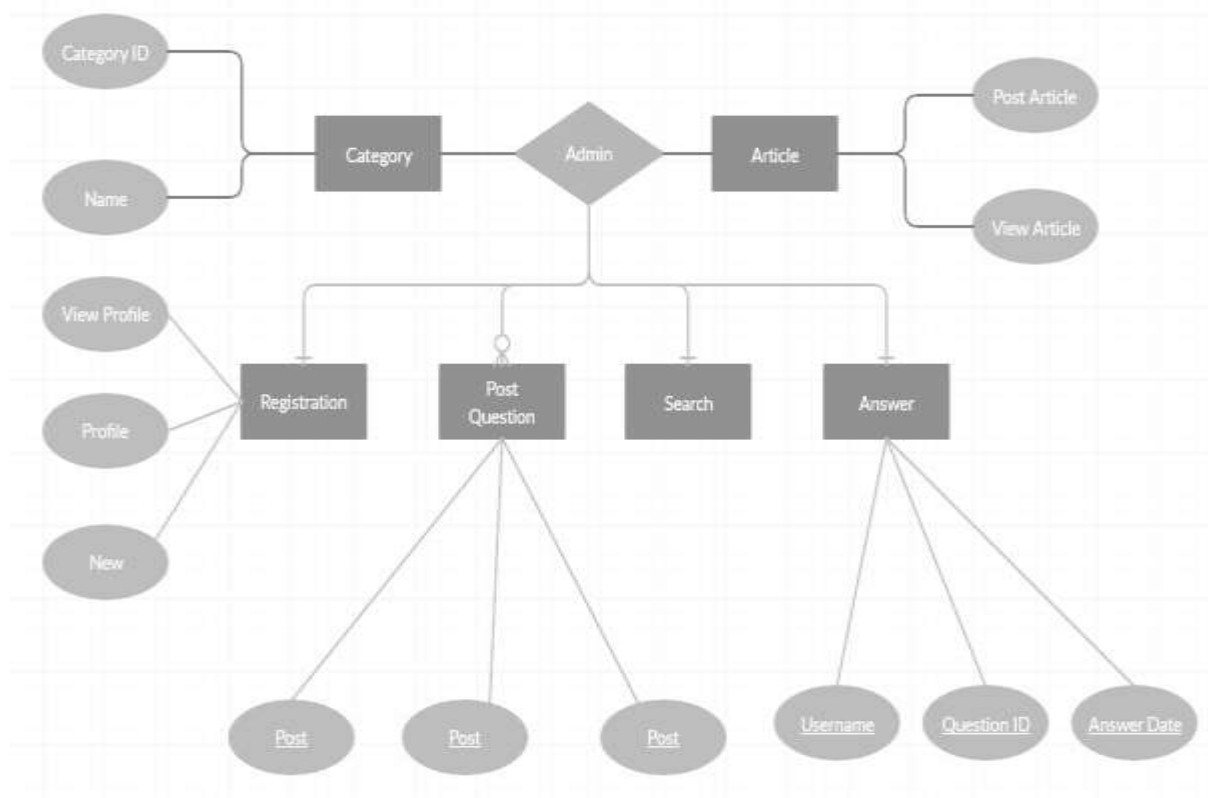 Category ID
Post Article
Category
Admin
Article
Name
View Article
View Profile
Registration
Post
Question
Search
Answer
Profile
New
Post
Post
Post
Username
Question ID
Answer Date